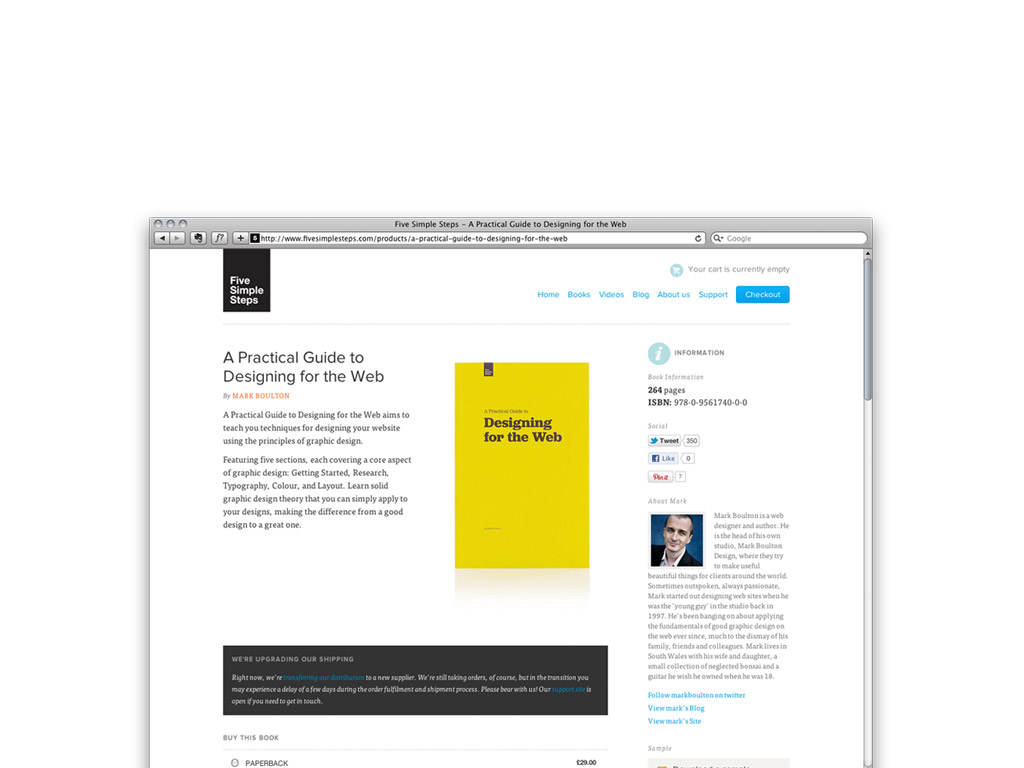 Five Simple Steps – A Practical Guide to Designing for the Web
http://www.fivesimplesteps.com/products/a-practical-guide-to-designing-for-the-web
Google
Five
Simple
Steps
Your cart is currently empty
Home Books Videos Blog About us Support Checkout
A Practical Guide to
Designing for the Web
By MARK BOULTON
A Practical Guide to Designing for the Web aims to
teach you techniques for designing your website
using the principles of graphic design.
Featuring five sections, each covering a core aspect
of graphic design: Getting Started, Research,
Typography, Colour, and Layout. Learn solid
graphic design theory that you can simply apply to
your designs, making the difference from a good
design to a great one.
A Practical Guide to
Designing
for the Web
INFORMATION
Book Information
264 pages
ISBN: 978-0-9561740-0-0
Social
Tweet 350
Like 0
Pin it 7
About Mark
Mark Boulton is a web
designer and author. He
is the head of his own
studio, Mark Boulton
Design, where they try
to make useful
beautiful things for clients around the world.
Sometimes outspoken, always passionate,
Mark started out designing web sites when he
was the 'young guy' in the studio back in
1997. He's been banging on about applying
the fundamentals of good graphic design on
the web ever since, much to the dismay of his
family, friends and colleagues. Mark lives in
South Wales with his wife and daughter, a
small collection of neglected bonsai and a
guitar he wish he owned when he was 18.
Follow markboulton on twitter
View mark's Blog
View mark's Site
Sample
WE'RE UPGRADING OUR SHIPPING
Right now, we're transferring our distribution to a new supplier. We're still taking orders, of course, but in the transition you
may experience a delay of a few days during the order fulfilment and shipment process. Please bear with us! Our support site is
open if you need to get in touch.
BUY THIS BOOK
PAPERBACK £29.00